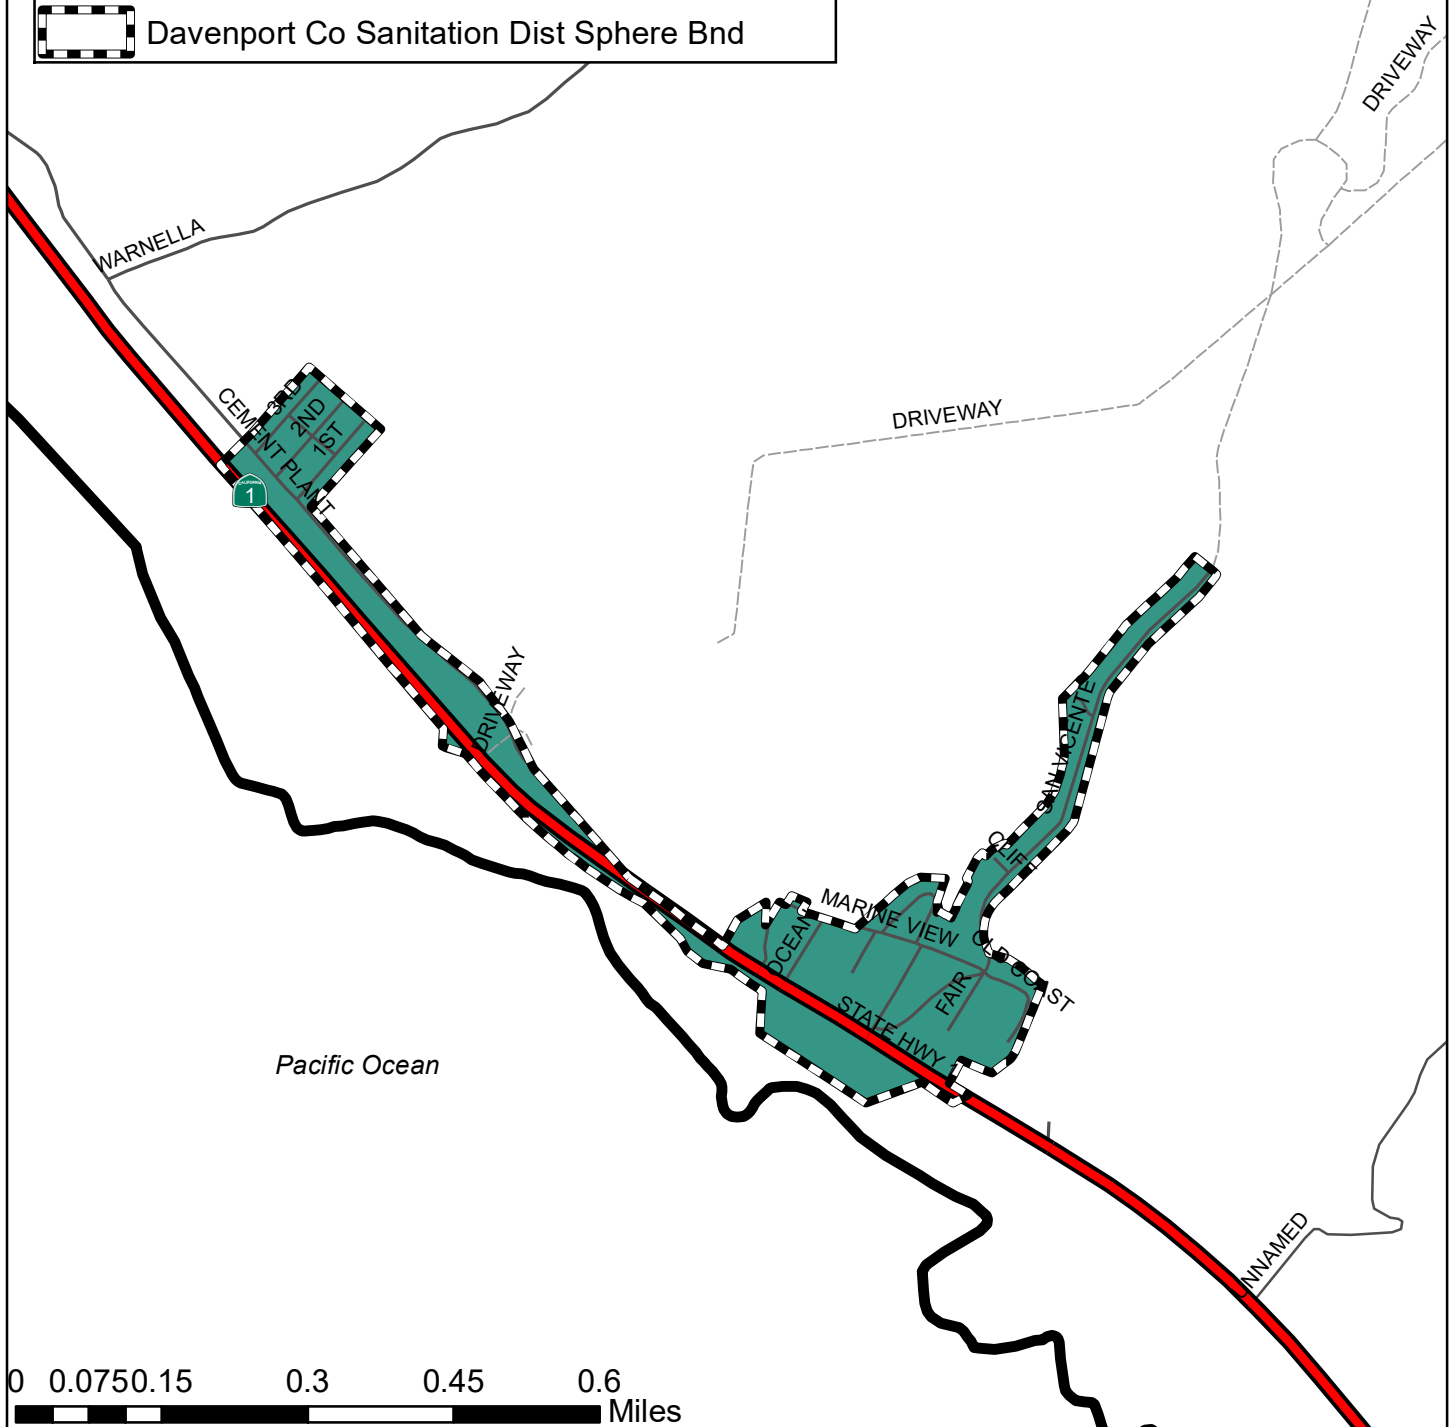 Davenport Co Sanitation Dist Sphere Bnd
DRIVEWAY
WARNELLA
3RD
2ND
1ST
CEMENT PLANT
CALIFORNIA
1
DRIVEWAY
DRIVEWAY
SAN VICENTE
CLIFF
MARINE VIEW
OCEAN
OLD COAST
FAIR
STATE HWY 1
Pacific Ocean
UNNAMED
0 0.075 0.15 0.3 0.45 0.6
Miles